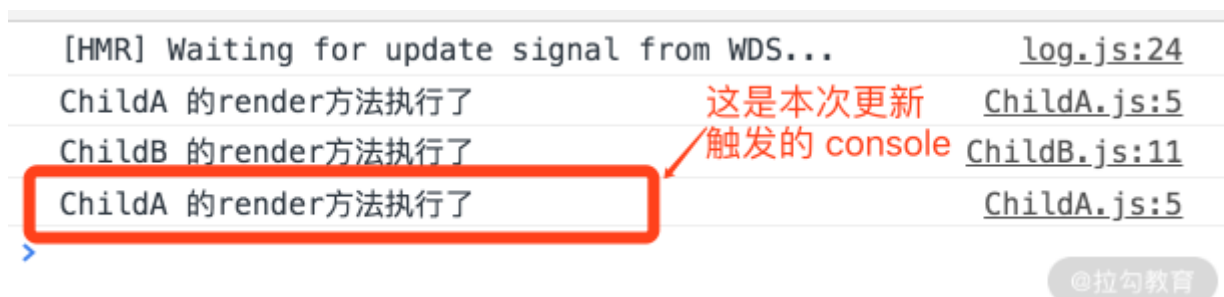 [HMR] Waiting for update signal from WDS... log.js:24
ChildA 的render方法执行了 ChildA.js:5
ChildB 的render方法执行了 ChildB.js:11
ChildA 的render方法执行了 ChildA.js:5
>
这是本次更新
触发的 console
@拉勾教育